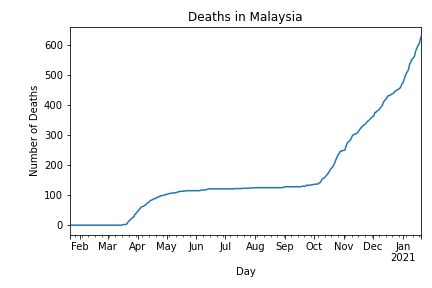 Deaths in Malaysia
Number of Deaths
600
500
400
300
200
100
0
Feb Mar Apr May Jun Jul Aug Sep Oct Nov Dec Jan
2021
Day